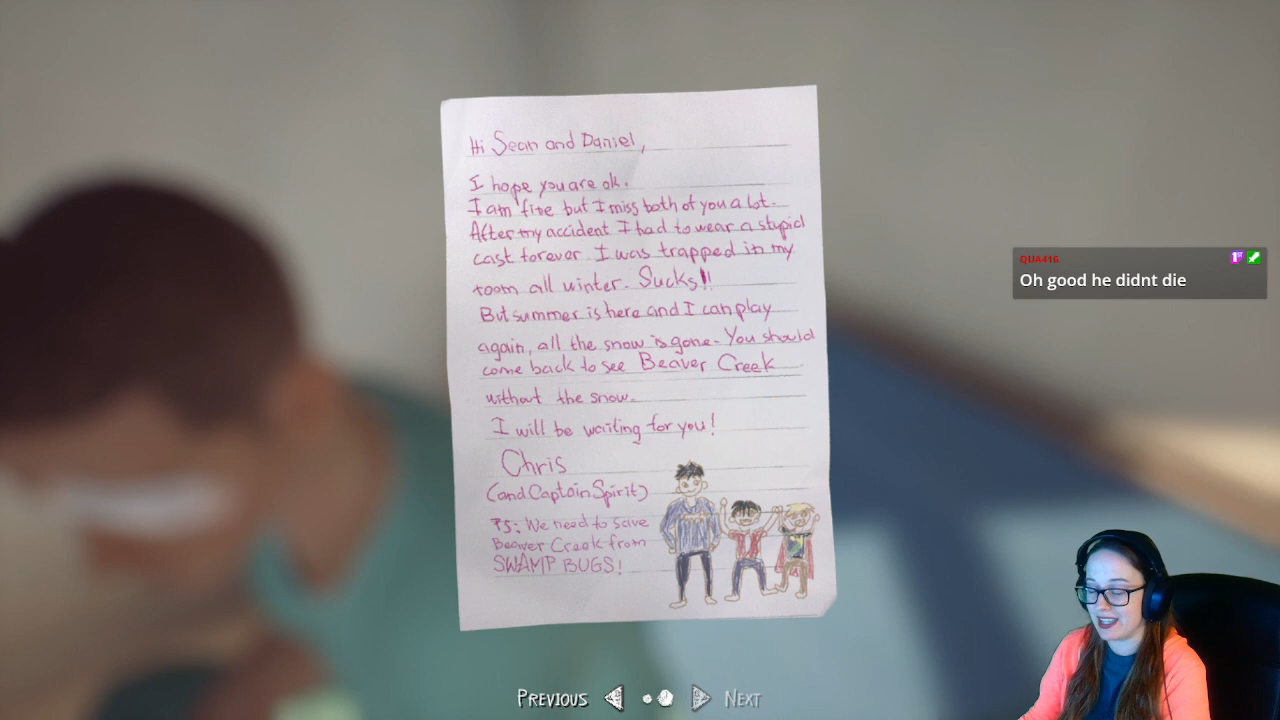 Hi Sean and Daniel,
I hope you are ok.
I am fine but I miss both of you a lot.
After my accident I had to wear a stupid
cast forever I was trapped in my
room all winter. Sucks!!
But summer is here and I can play
again, all the snow is gone. You should
come back to see Beaver Creek
without the snow.
I will be waiting for you!
Chris
(and Captain Spirit)
PS: We need to save
Beaver Creek from
SWAMP BUGS!
QUA416
1ST
Oh good he didnt die
PREVIOUS
NEXT